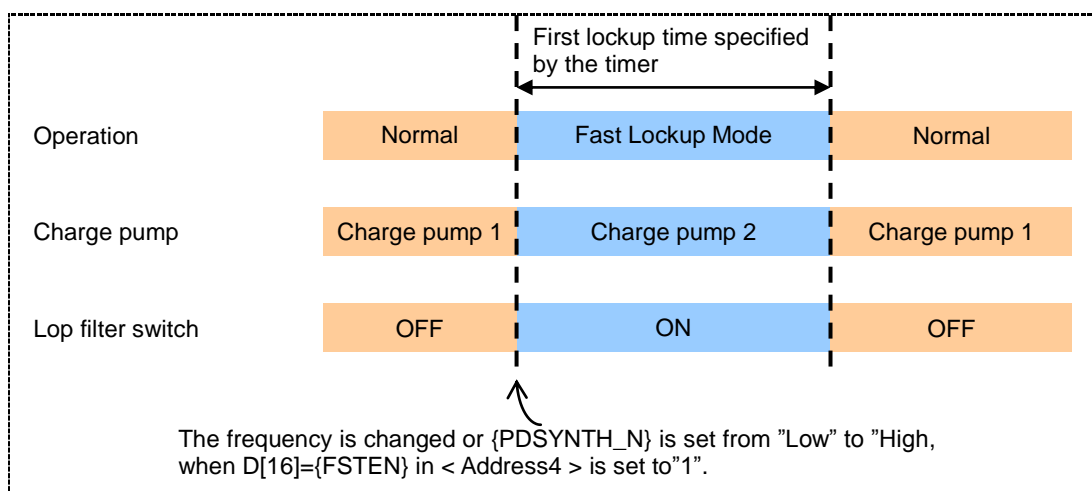 First lockup time specified
by the timer
Operation
Normal
Fast Lockup Mode
Normal
Charge pump
Charge pump 1
Charge pump 2
Charge pump 1
Lop filter switch
OFF
ON
OFF
The frequency is changed or {PDSYNTH_N} is set from ”Low” to ”High,
when D[16]={FSTEN} in < Address4 > is set to”1”.